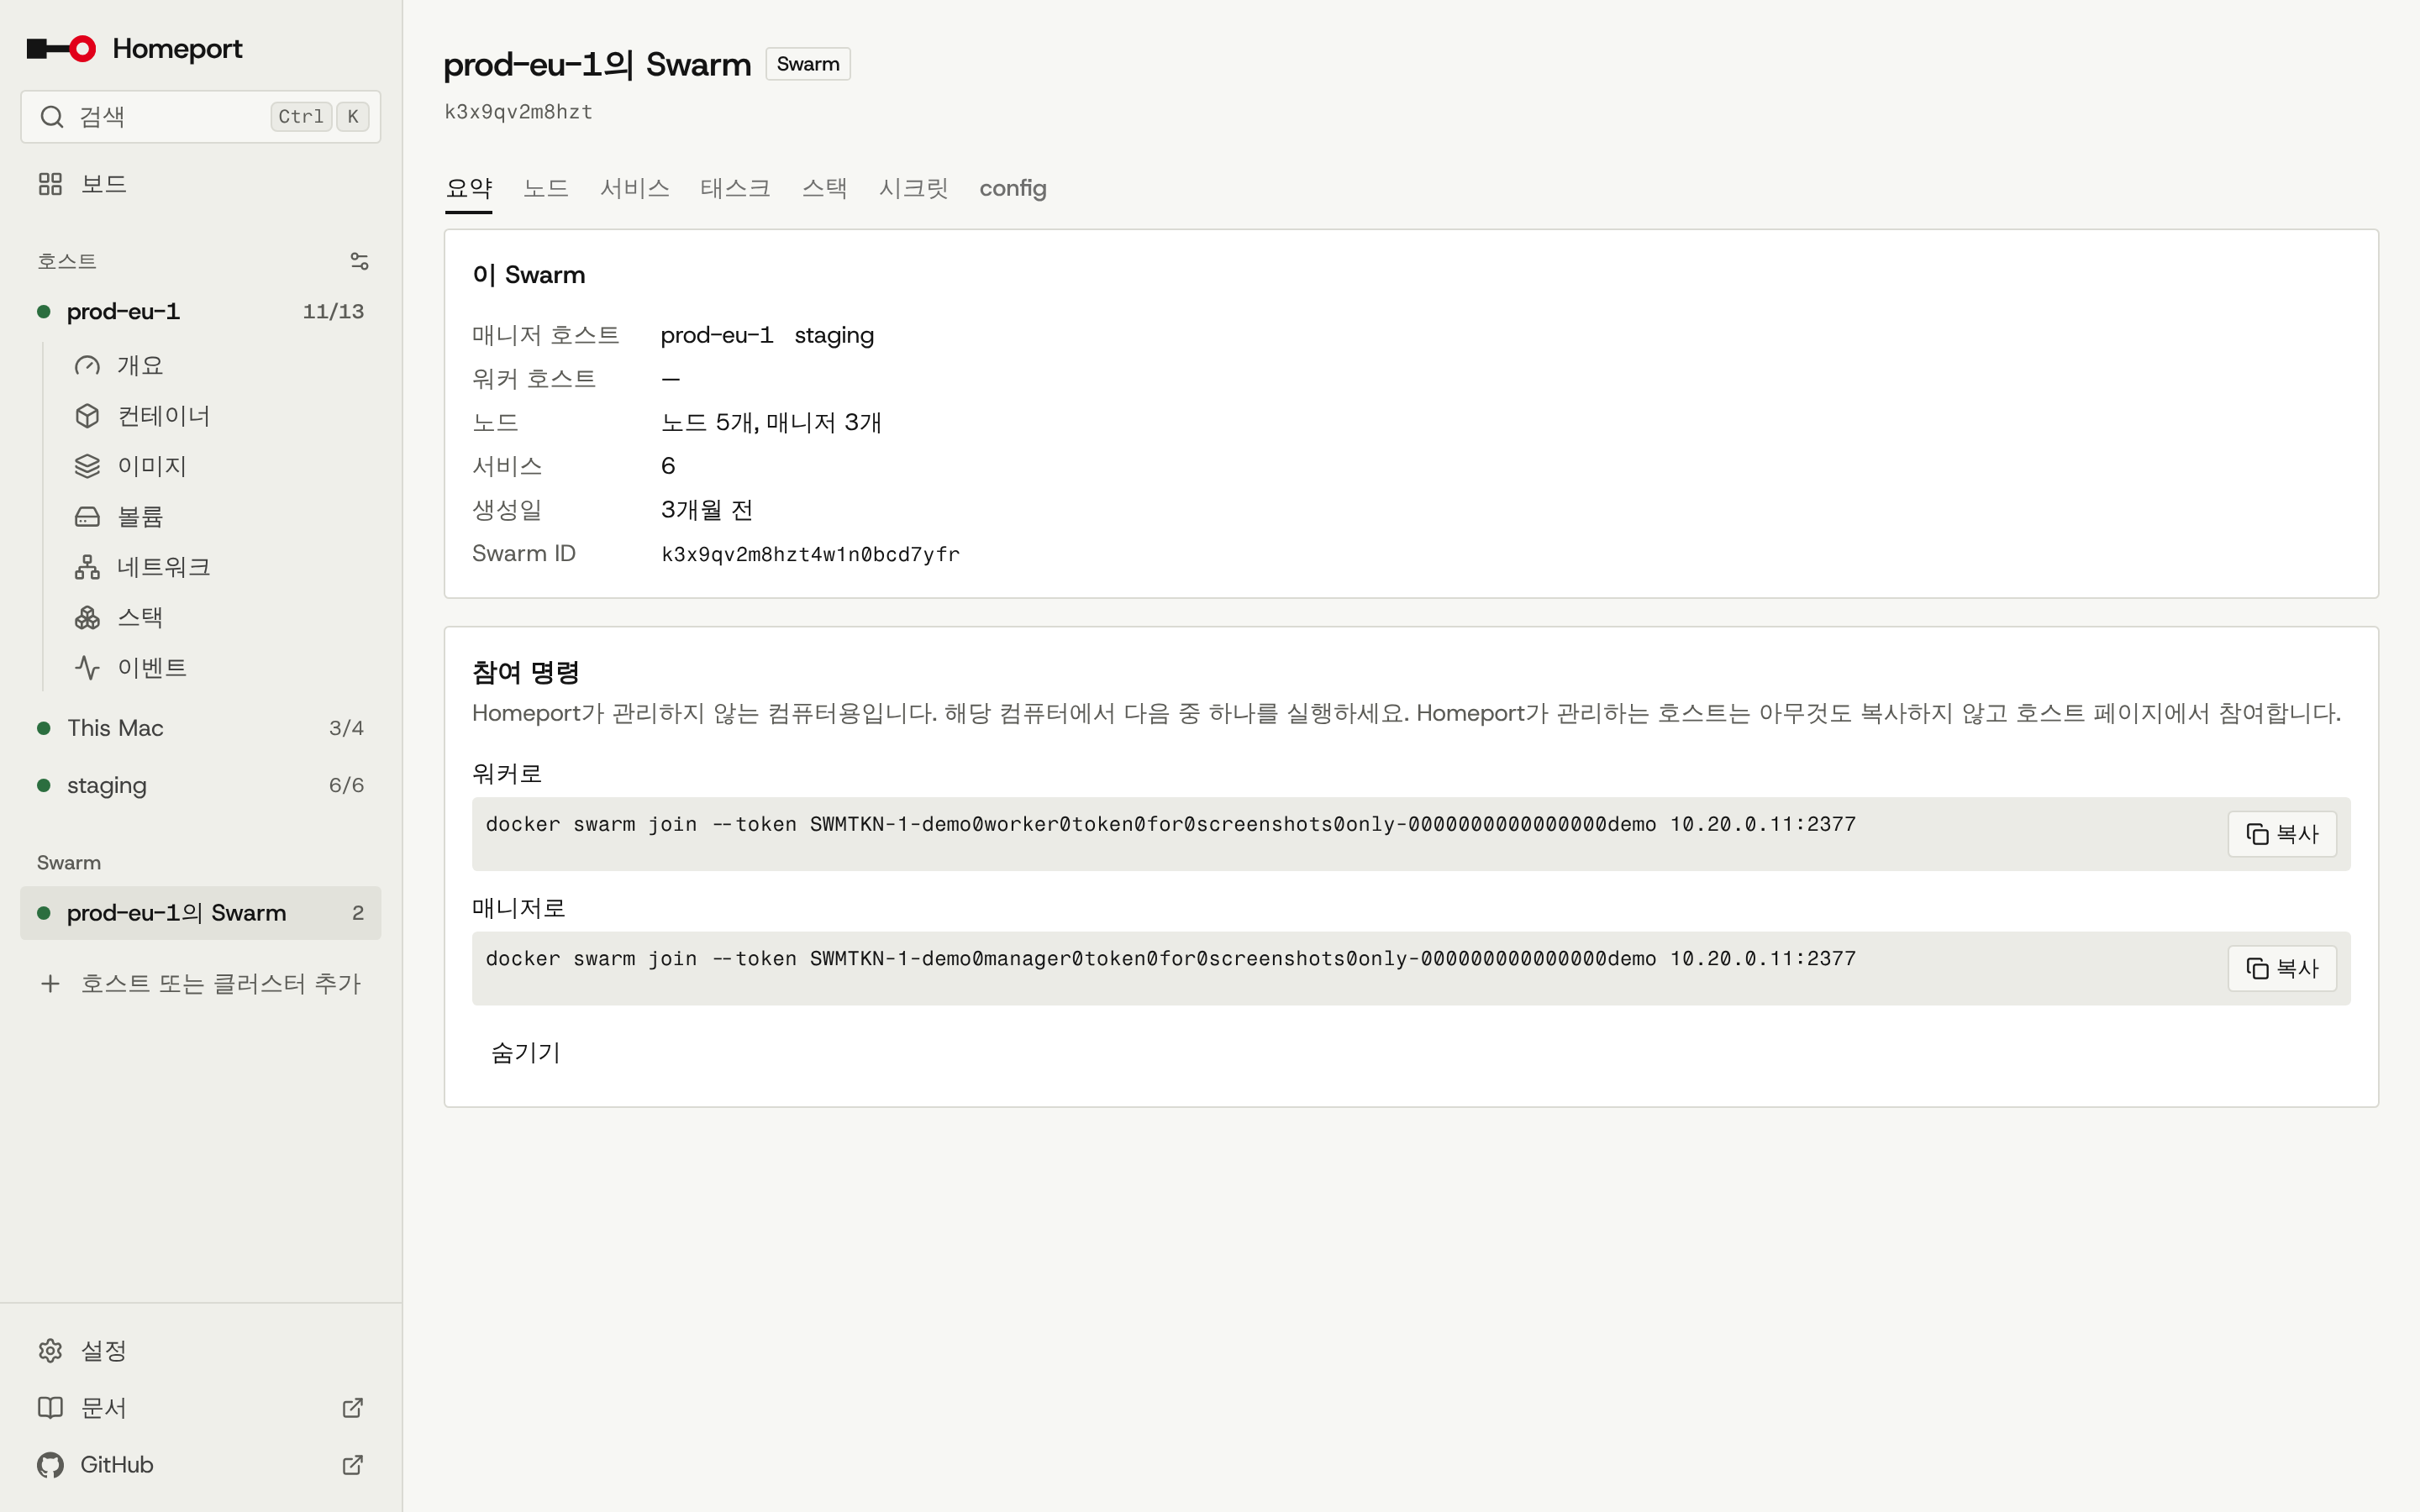 Homeport
검색 Ctrl K
보드
호스트
prod-eu-1 11/13
개요
컨테이너
이미지
볼륨
네트워크
스택
이벤트
This Mac 3/4
staging 6/6
Swarm
prod-eu-1의 Swarm 2
호스트 또는 클러스터 추가
설정
문서
GitHub
prod-eu-1의 Swarm Swarm
k3x9qv2m8hzt
요약 노드 서비스 태스크 스택 시크릿 config
이 Swarm
매니저 호스트 prod-eu-1 staging
워커 호스트 —
노드 노드 5개, 매니저 3개
서비스 6
생성일 3개월 전
Swarm ID k3x9qv2m8hzt4w1n0bcd7yfr
참여 명령
Homeport가 관리하지 않는 컴퓨터용입니다. 해당 컴퓨터에서 다음 중 하나를 실행하세요. Homeport가 관리하는 호스트는 아무것도 복사하지 않고 호스트 페이지에서 참여합니다.
워커로
docker swarm join --token SWMTKN-1-demo0worker0token0for0screenshots0only-0000000000000000demo 10.20.0.11:2377 복사
매니저로
docker swarm join --token SWMTKN-1-demo0manager0token0for0screenshots0only-000000000000000demo 10.20.0.11:2377 복사
숨기기